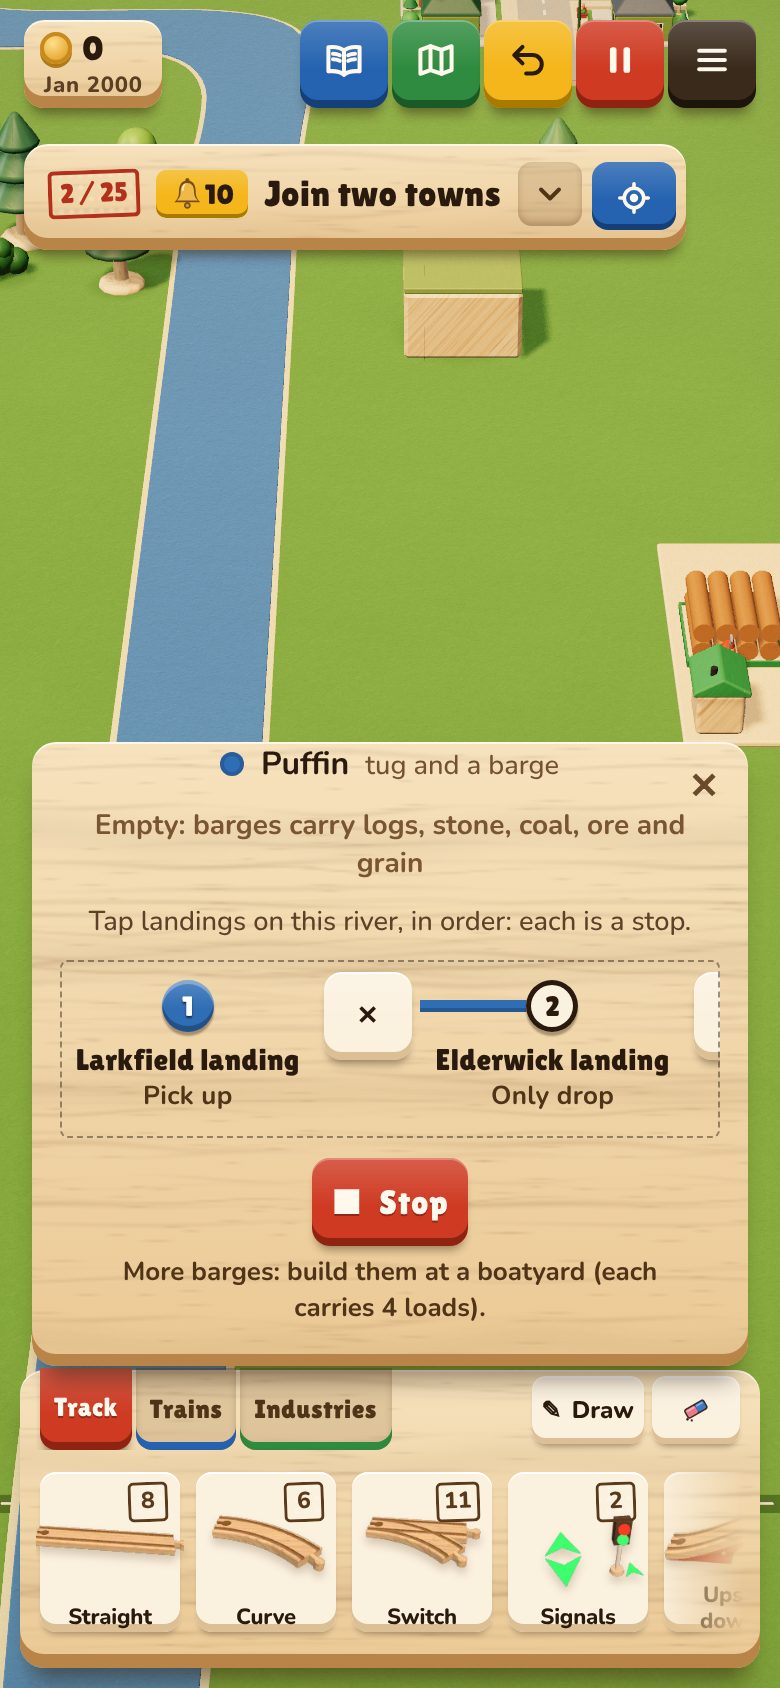 0
Jan 2000
2 / 25
10
Join two towns
Puffin tug and a barge
Empty: barges carry logs, stone, coal, ore and
grain
Tap landings on this river, in order: each is a stop.
1
×
2
Larkfield landing
Elderwick landing
Pick up
Only drop
Stop
More barges: build them at a boatyard (each
carries 4 loads).
Track
Trains
Industries
Draw
8
6
11
2
Straight
Curve
Switch
Signals
Ups
dow